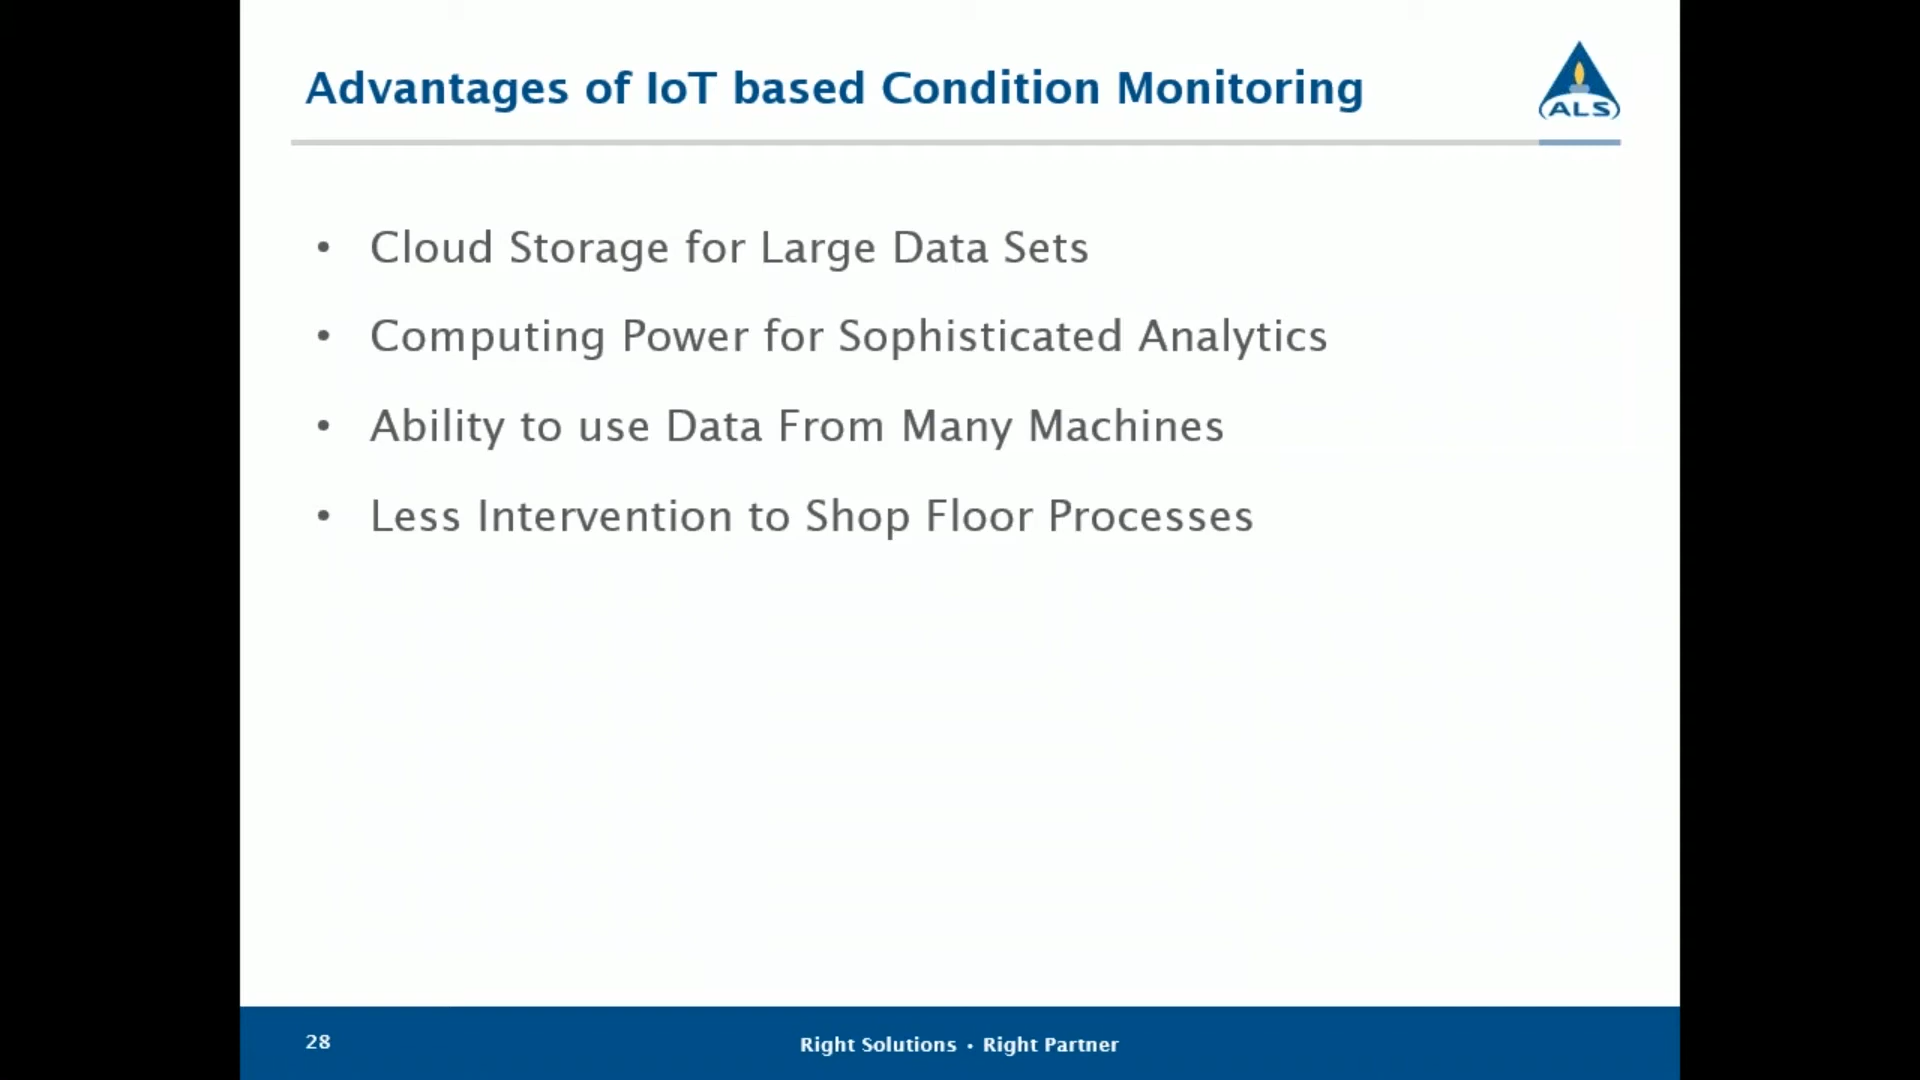 Advantages of IoT based Condition Monitoring
ALS
• Cloud Storage for Large Data Sets
• Computing Power for Sophisticated Analytics
• Ability to use Data From Many Machines
• Less Intervention to Shop Floor Processes
28
Right Solutions • Right Partner